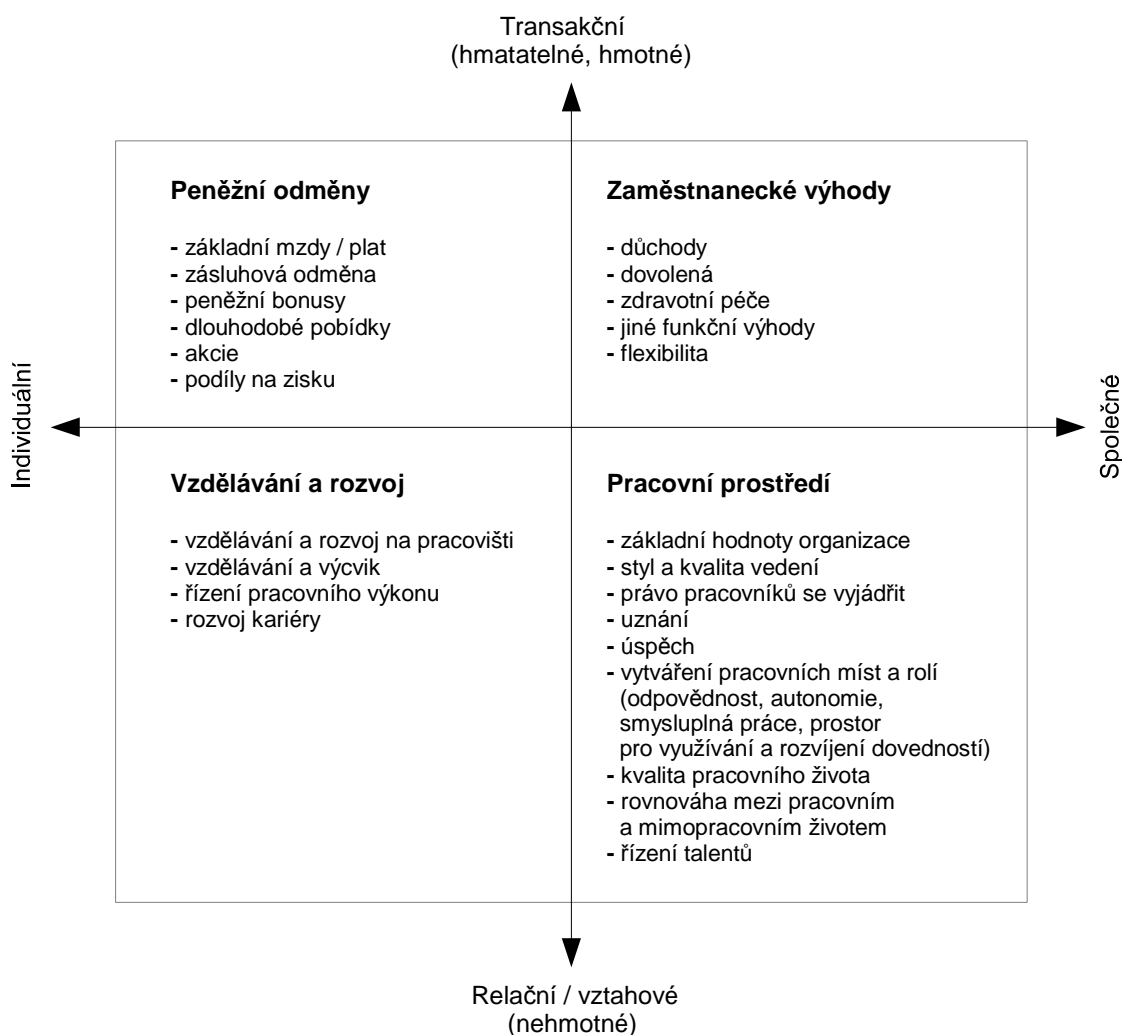 Transakční
(hmatatelné, hmotné)
Peněžní odměny
- základní mzdy / plat
- zásluhová odměna
- peněžní bonusy
- dlouhodobé pobídky
- akcie
- podíly na zisku
Zaměstnanecké výhody
- důchody
- dovolená
- zdravotní péče
- jiné funkční výhody
- flexibilita
Individuální
Společné
Vzdělávání a rozvoj
- vzdělávání a rozvoj na pracovišti
- vzdělávání a výcvik
- řízení pracovního výkonu
- rozvoj kariéry
Pracovní prostředí
- základní hodnoty organizace
- styl a kvalita vedení
- právo pracovníků se vyjádřit
- uznání
- úspěch
- vytváření pracovních míst a rolí
(odpovědnost, autonomie,
smysluplná práce, prostor
pro využívání a rozvíjení dovedností)
- kvalita pracovního života
- rovnováha mezi pracovním
a mimopracovním životem
- řízení talentů
Relační / vztahové
(nehmotné)